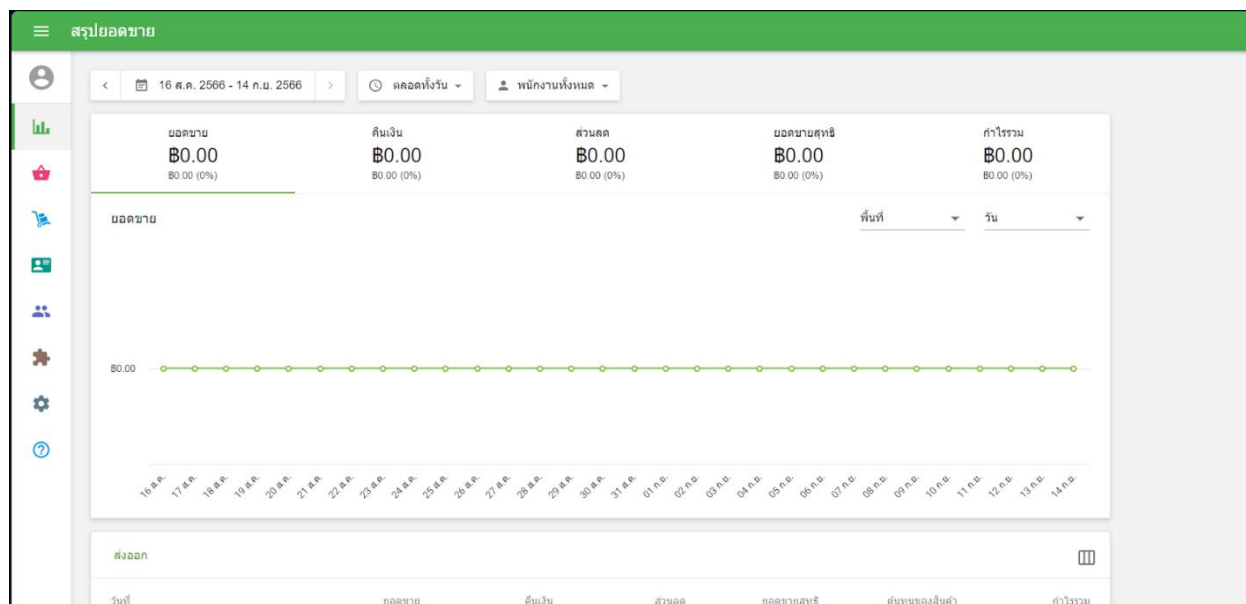 สรุปยอดขาย
16 ส.ค. 2566 - 14 ก.ย. 2566 ตลอดทั้งวัน พนักงานทั้งหมด
ยอดขาย คืนเงิน ส่วนลด ยอดขายสุทธิ กำไรรวม
฿0.00 ฿0.00 ฿0.00 ฿0.00 ฿0.00
฿0.00 (0%) ฿0.00 (0%) ฿0.00 (0%) ฿0.00 (0%) ฿0.00 (0%)
ยอดขาย พื้นที่ วัน
฿0.00
16 ส.ค. 17 ส.ค. 18 ส.ค. 19 ส.ค. 20 ส.ค. 21 ส.ค. 22 ส.ค. 23 ส.ค. 24 ส.ค. 25 ส.ค. 26 ส.ค. 27 ส.ค. 28 ส.ค. 29 ส.ค. 30 ส.ค. 31 ส.ค. 01 ก.ย. 02 ก.ย. 03 ก.ย. 04 ก.ย. 05 ก.ย. 06 ก.ย. 07 ก.ย. 08 ก.ย. 09 ก.ย. 10 ก.ย. 11 ก.ย. 12 ก.ย. 13 ก.ย. 14 ก.ย.
ส่งออก
วันที่ ยอดขาย คืนเงิน ส่วนลด ยอดขายสุทธิ ต้นทุนของสินค้า กำไรรวม